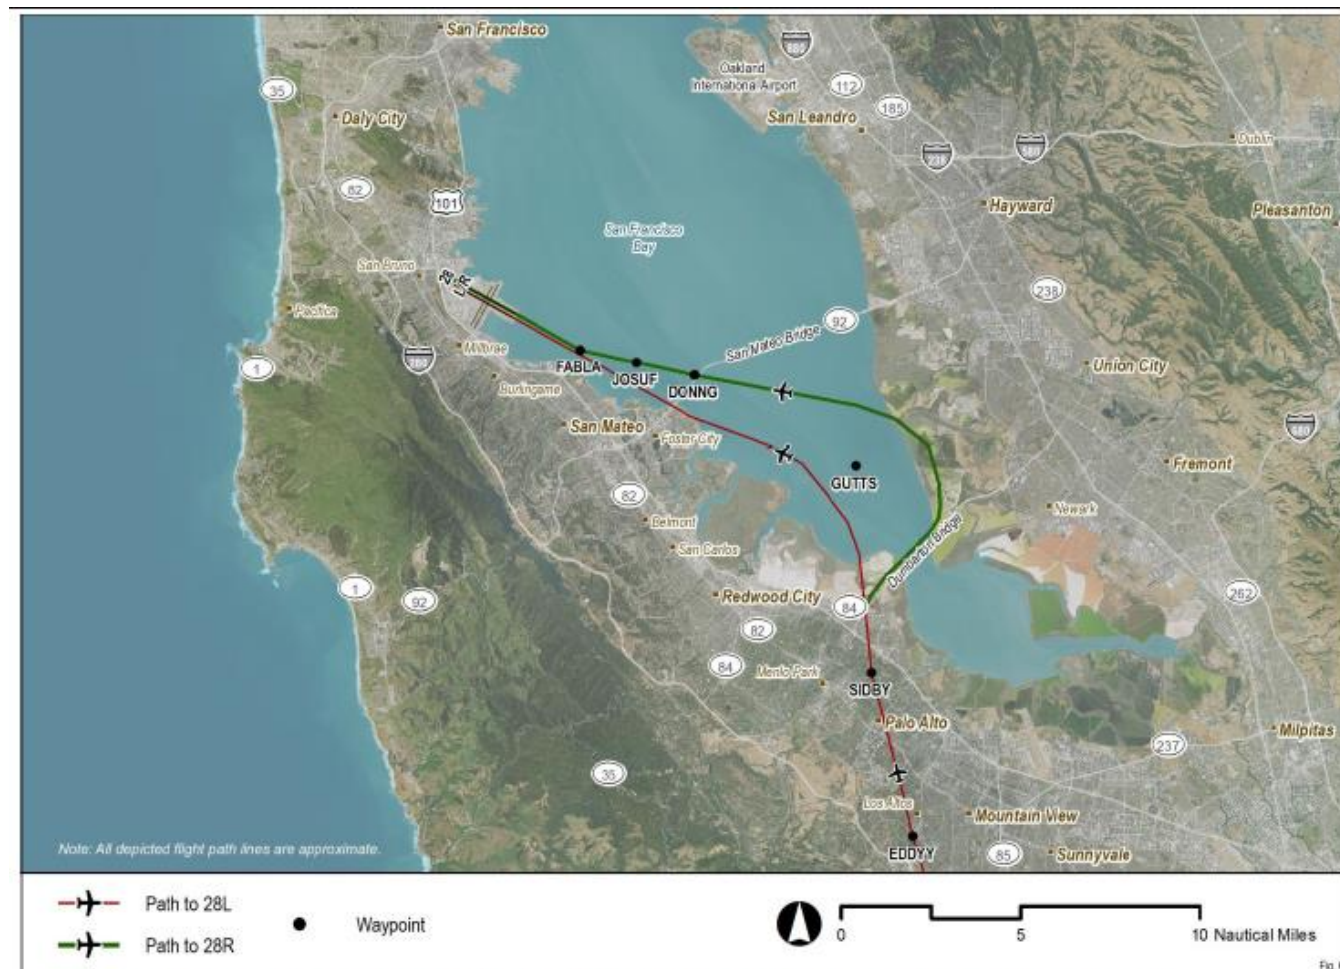 San Francisco
880
Oakland
International Airport
35
112
185
Daly City
San Leandro
Dublin
238
580
82
101
Hayward
Pleasanton
San Francisco
Bay
San Bruno
28
L/R
238
Pacifica
92
San Mateo Bridge
Millbrae
280
FABLA
JOSUF
DONNG
Union City
1
Burlingame
San Mateo
Foster City
680
Fremont
GUTTS
82
Newark
Belmont
Dumbarton Bridge
San Carlos
1
92
Redwood City
84
262
82
84
Menlo Park
SIDBY
Palo Alto
Milpitas
237
35
Los Altos
Mountain View
Note: All depicted flight path lines are approximate.
EDDYY
85
Sunnyvale
Path to 28L
Waypoint
Path to 28R
0
5
10 Nautical Miles